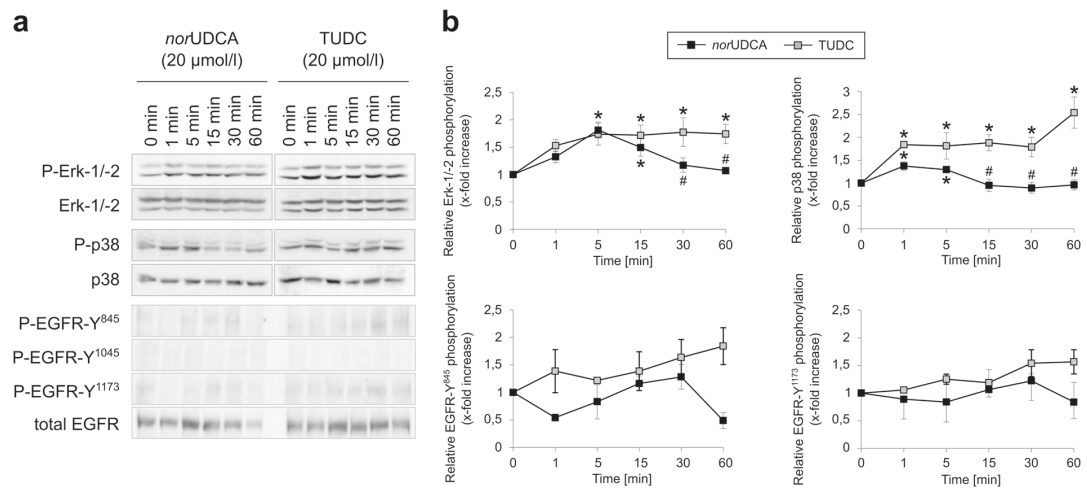 a
norUDCA
(20 µmol/l)
TUDC
(20 µmol/l)
0 min
1 min
5 min
15 min
30 min
60 min
0 min
1 min
5 min
15 min
30 min
60 min
P-Erk-1/-2
Erk-1/-2
P-p38
p38
P-EGFR-Y845
P-EGFR-Y1045
P-EGFR-Y1173
total EGFR
b
norUDCA
TUDC
Relative Erk-1/-2 phosphorylation
(x-fold increase)
2,5
2
1,5
1
0,5
0
* * * *
* # #
0 1 5 15 30 60
Time [min]
Relative p38 phosphorylation
(x-fold increase)
3
2,5
2
1,5
1
0,5
0
* * * * *
* * # # #
0 1 5 15 30 60
Time [min]
Relative EGFR-Y845 phosphorylation
(x-fold increase)
2,5
2
1,5
1
0,5
0
0 1 5 15 30 60
Time [min]
Relative EGFR-Y1173 phosphorylation
(x-fold increase)
2,5
2
1,5
1
0,5
0
0 1 5 15 30 60
Time [min]